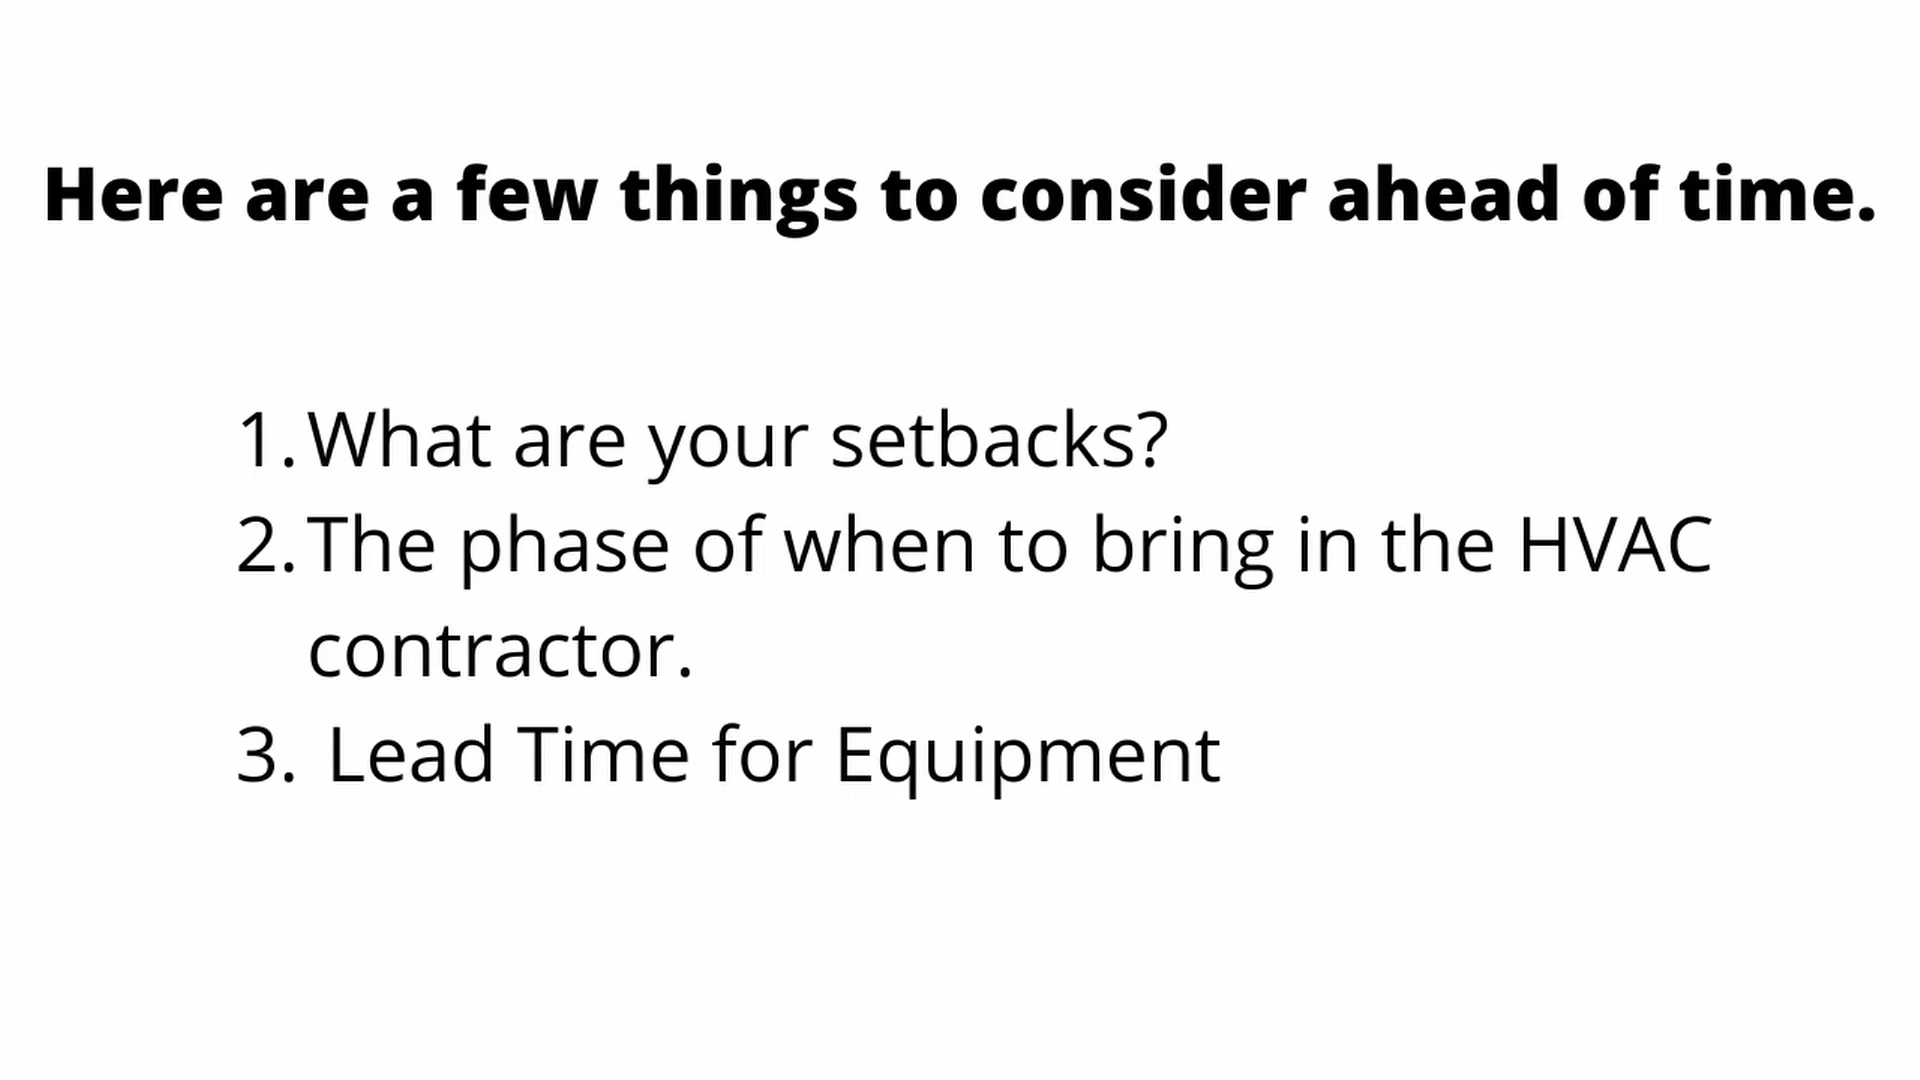 Here are a few things to consider ahead of time.
1. What are your setbacks?
2. The phase of when to bring in the HVAC
contractor.
3. Lead Time for Equipment